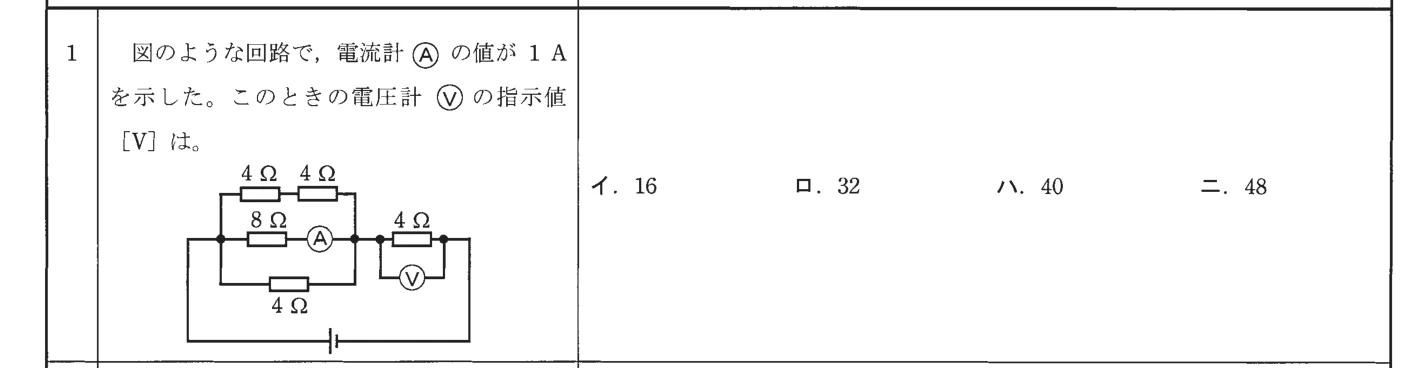 1
図のような回路で，電流計 Ⓐ の値が 1 A
を示した。このときの電圧計 Ⓥ の指示値
［V］は。
4 Ω 4 Ω
8 Ω
A
4 Ω
V
4 Ω
イ．16 ロ．32 ハ．40 ニ．48